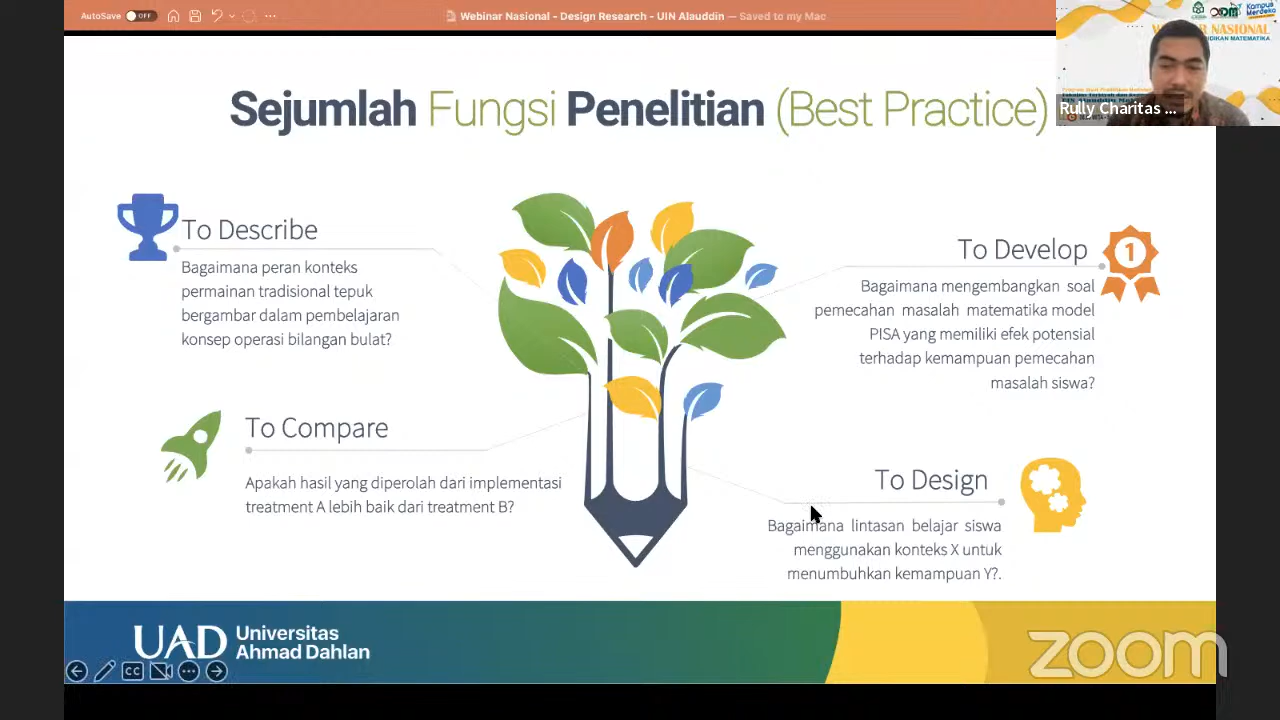 AutoSave OFF
Webinar Nasional - Design Research - UIN Alauddin — Saved to my Mac
Kampus
Merdeka
NASIONAL
Rully Charitas ...
Sejumlah Fungsi Penelitian (Best Practice)
To Describe
Bagaimana peran konteks
permainan tradisional tepuk
bergambar dalam pembelajaran
konsep operasi bilangan bulat?
To Compare
Apakah hasil yang diperolah dari implementasi
treatment A lebih baik dari treatment B?
1
To Develop
Bagaimana mengembangkan soal
pemecahan masalah matematika model
PISA yang memiliki efek potensial
terhadap kemampuan pemecahan
masalah siswa?
To Design
Bagaimana lintasan belajar siswa
menggunakan konteks X untuk
menumbuhkan kemampuan Y?.
UAD Universitas
Ahmad Dahlan
CC
zoom